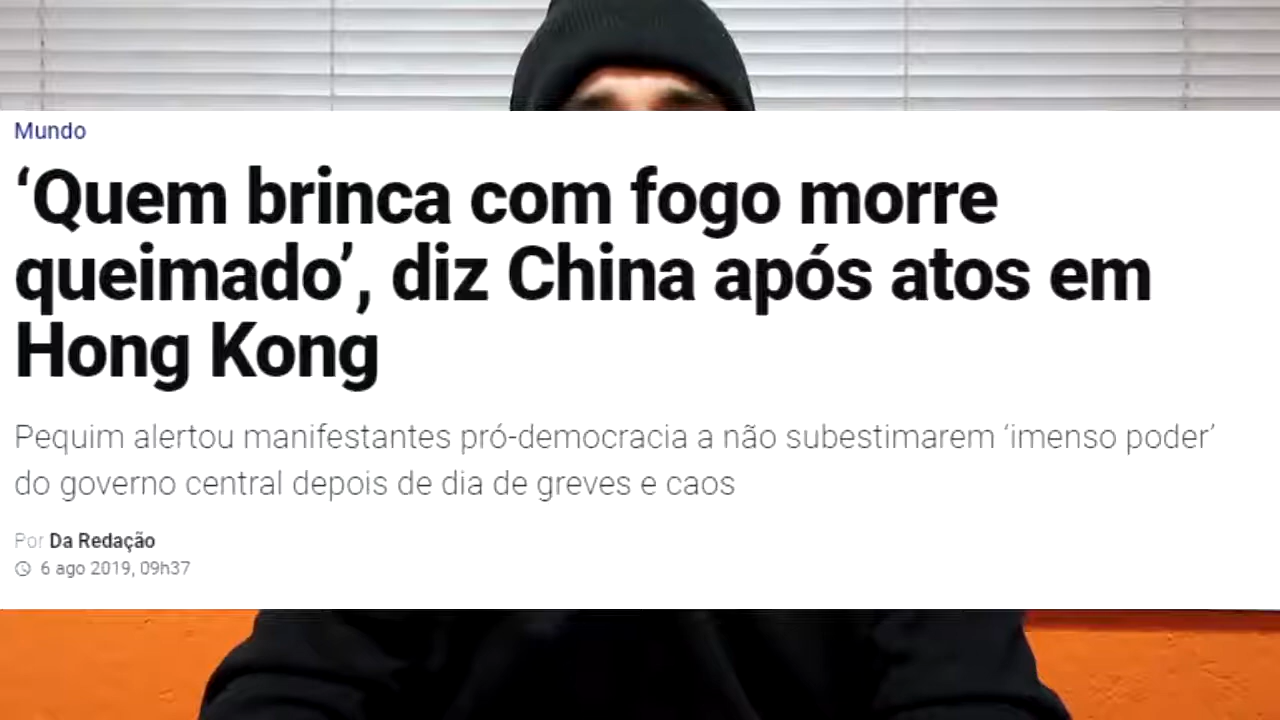 Mundo
‘Quem brinca com fogo morre
queimado’, diz China após atos em
Hong Kong
Pequim alertou manifestantes pró-democracia a não subestimarem ‘imenso poder’
do governo central depois de dia de greves e caos
Por Da Redação
6 ago 2019, 09h37